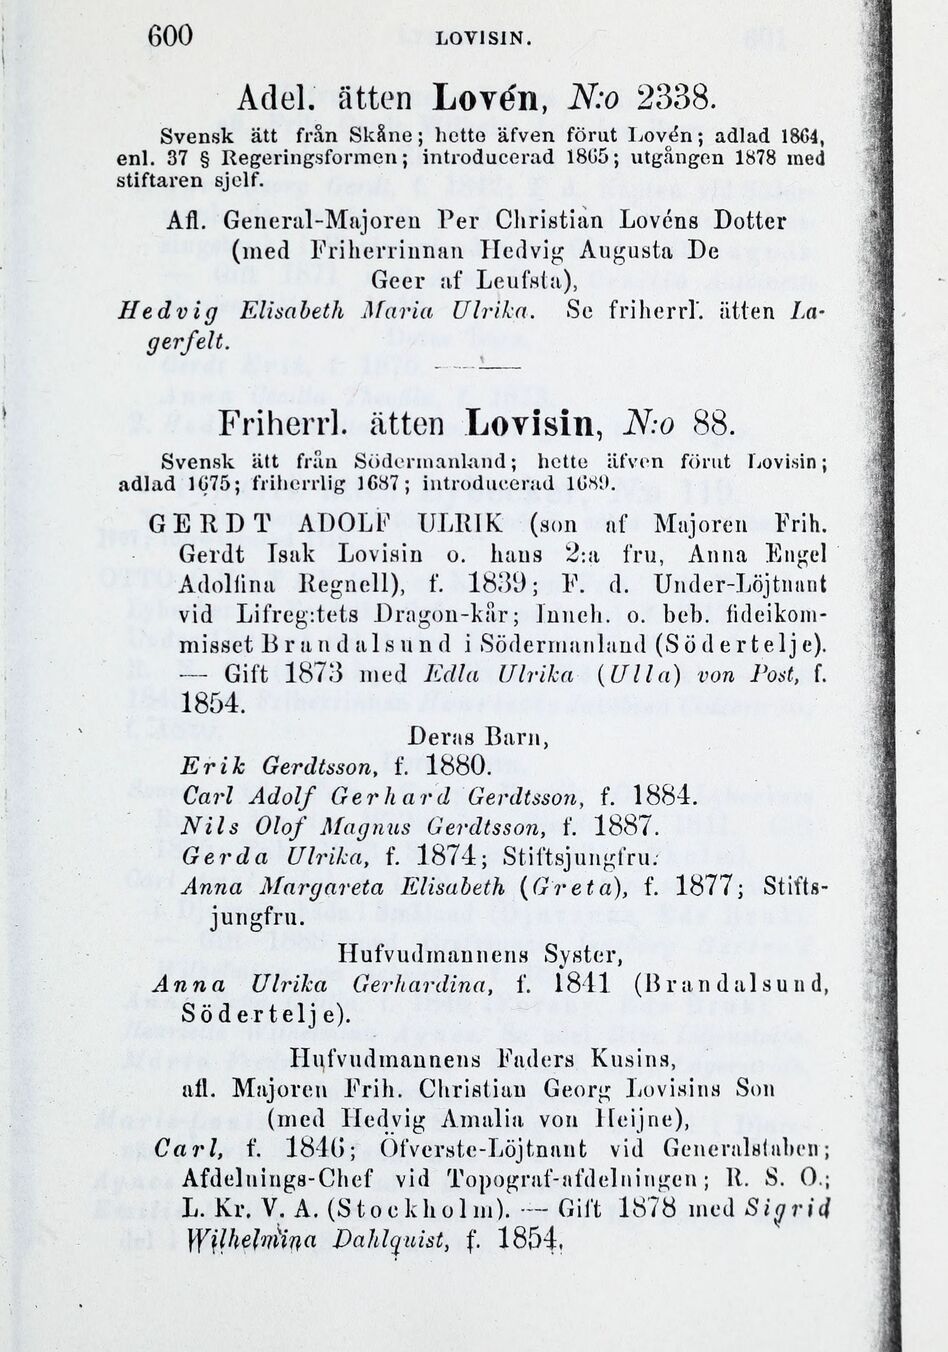 600
LOVISIN.
Adel. ätten Lovén, N:o 2338.
Svensk ätt från Skåne; hette äfven förut Lovén; adlad 1864,
enl. 37 § Regeringsformen; introducerad 1865; utgången 1878 med
stiftaren sjelf.
Afl. General-Majoren Per Christian Lovéns Dotter
(med Friherrinnan Hedvig Augusta De
Geer af Leufsta),
Hedvig Elisabeth Maria Ulrika. Se friherrl. ätten La-
gerfelt.
Friherrl. ätten Lovisin, N:o 88.
Svensk ätt från Södermanland; hette äfven förut Lovisin;
adlad 1675; friherrlig 1687; introducerad 1689.
GERDT ADOLF ULRIK (son af Majoren Frih.
Gerdt Isak Lovisin o. hans 2:a fru, Anna Engel
Adolfina Regnell), f. 1839; F. d. Under-Löjtnant
vid Lifreg:tets Dragon-kår; Inneh. o. beb. fideikom-
misset Brandalsund i Södermanland (Södertelje).
— Gift 1873 med Edla Ulrika (Ulla) von Post, f.
1854.
Deras Barn,
Erik Gerdtsson, f. 1880.
Carl Adolf Gerhard Gerdtsson, f. 1884.
Nils Olof Magnus Gerdtsson, f. 1887.
Gerda Ulrika, f. 1874; Stiftsjungfru.
Anna Margareta Elisabeth (Greta), f. 1877; Stifts-
jungfru.
Hufvudmannens Syster,
Anna Ulrika Gerhardina, f. 1841 (Brandalsund,
Södertelje).
Hufvudmannens Faders Kusins,
afl. Majoren Frih. Christian Georg Lovisins Son
(med Hedvig Amalia von Heijne),
Carl, f. 1846; Öfverste-Löjtnant vid Generalstaben;
Afdelnings-Chef vid Topograf-afdelningen; R. S. O.;
L. Kr. V. A. (Stockholm). — Gift 1878 med Sigrid
Wilhelmina Dahlquist, f. 1854.